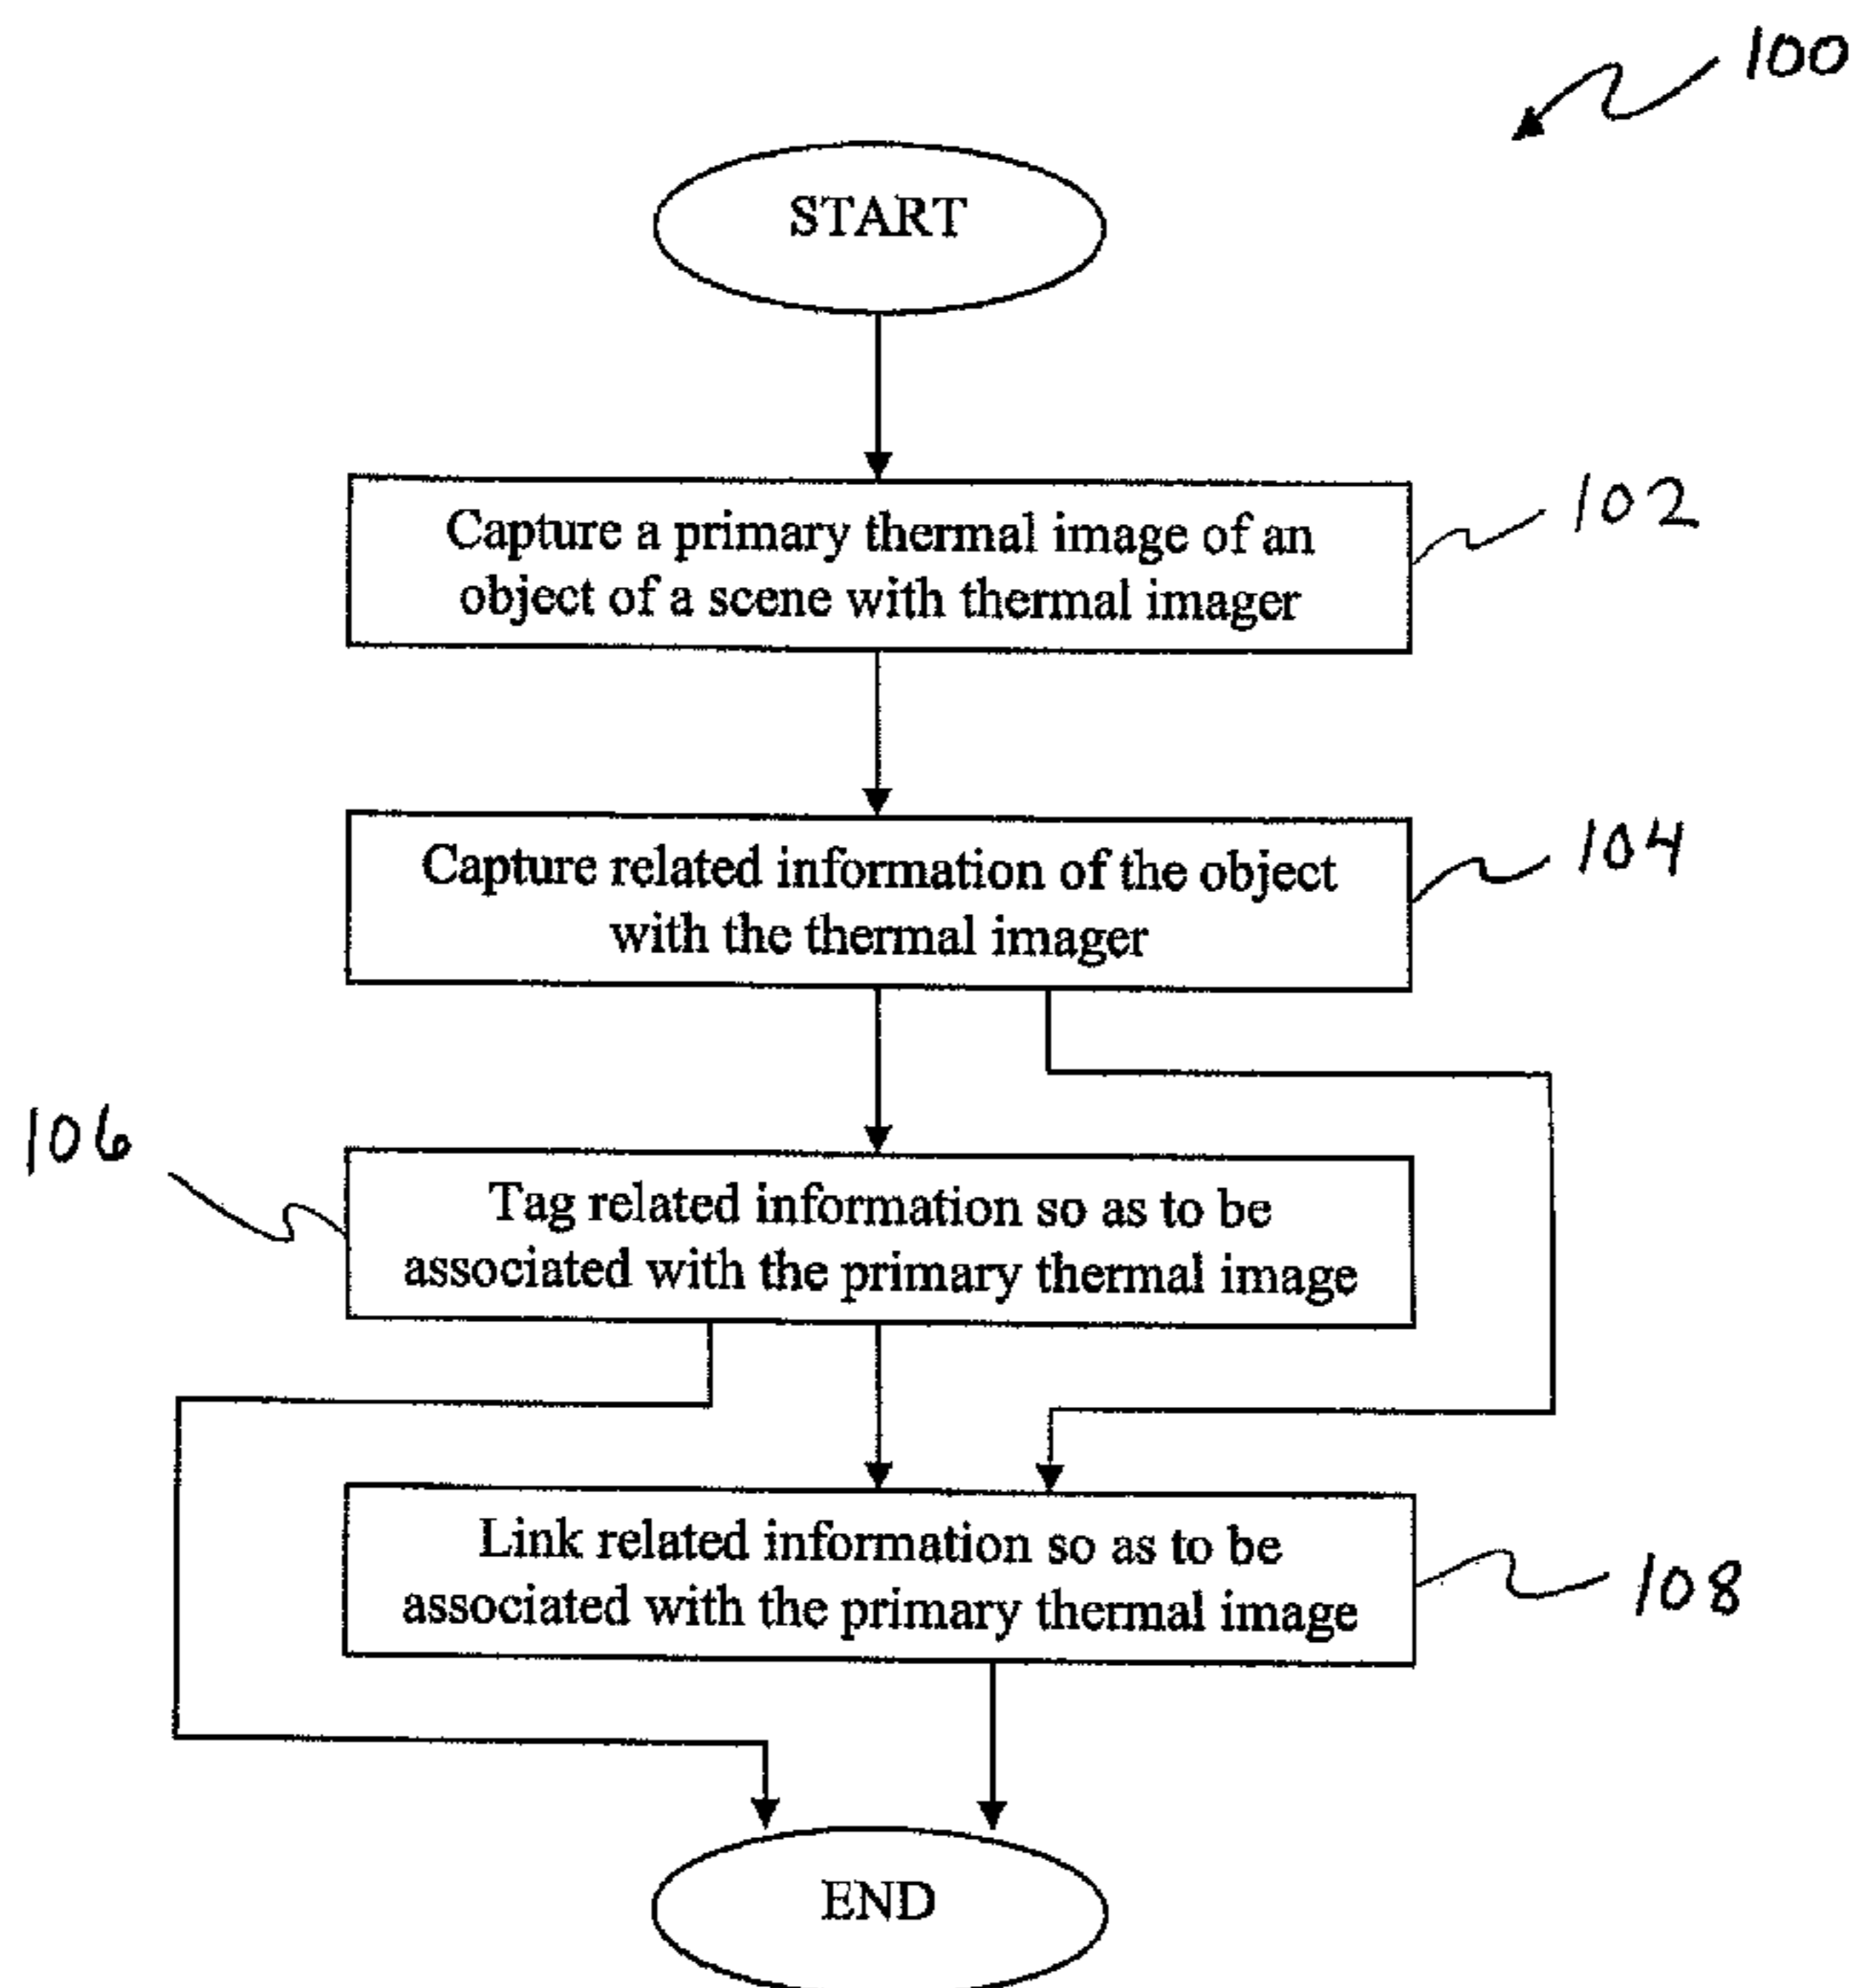 100
START
Capture a primary thermal image of an
object of a scene with thermal imager
102
Capture related information of the object
with the thermal imager
104
106
Tag related information so as to be
associated with the primary thermal image
Link related information so as to be
associated with the primary thermal image
108
END